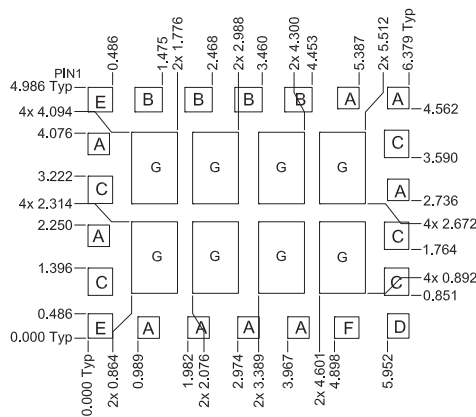 0.486
1.475
2x 1.776
2.468
2x 2.988
3.460
2x 4.300
4.453
5.387
2x 5.512
6.379 Typ
PIN1
4.986 Typ
E B B B B A A
4.562
4x 4.094
4.076
A
C
3.590
G G G G
3.222
C
A
2.736
4x 2.314
4x 2.672
2.250
A
C
1.764
G G G G
1.396
C
C
4x 0.892
0.851
0.486
E A A A A F D
0.000 Typ
0.000 Typ
2x 0.864
0.989
1.982
2x 2.076
2.974
2x 3.389
3.967
2x 4.601
4.898
5.952